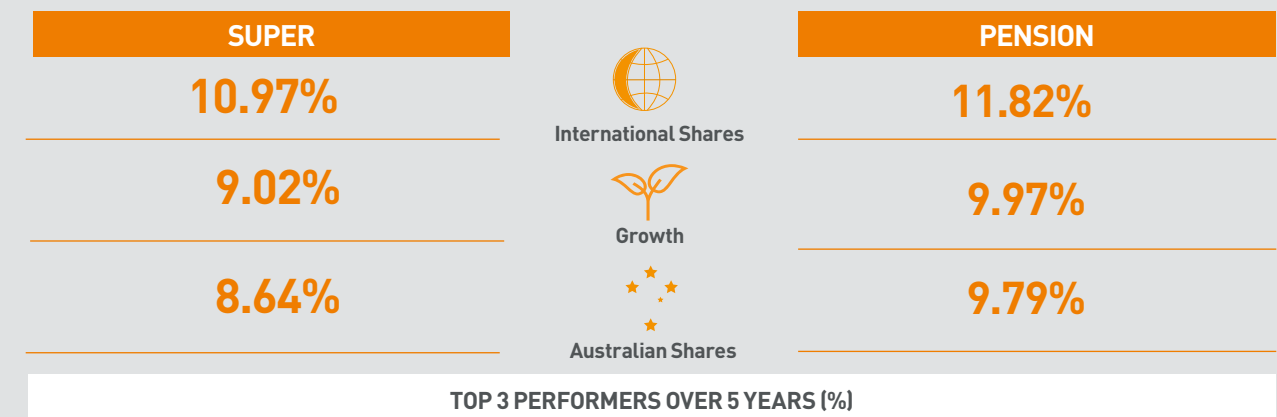 SUPER
PENSION
10.97%
International Shares
11.82%
9.02%
Growth
9.97%
8.64%
Australian Shares
9.79%
TOP 3 PERFORMERS OVER 5 YEARS (%)